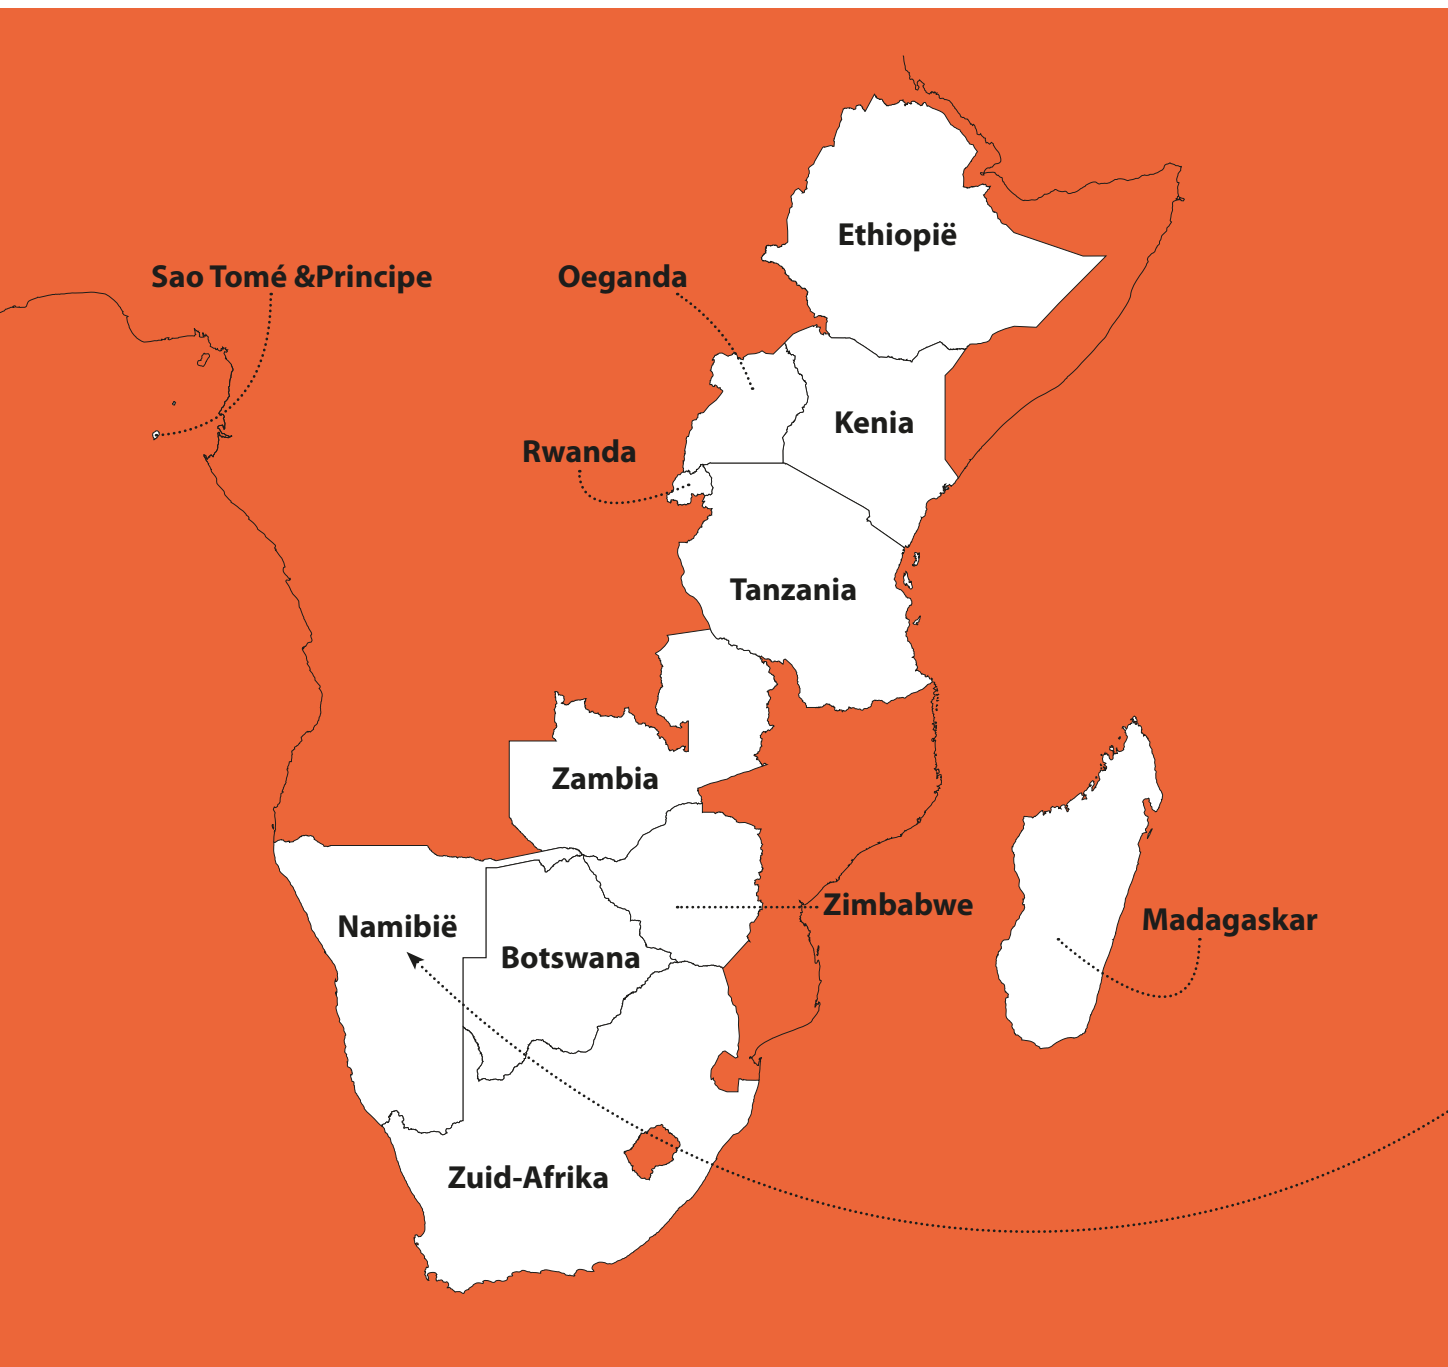 Ethiopië
Sao Tomé &Principe
Oeganda
Kenia
Rwanda
Tanzania
Zambia
Zimbabwe
Madagaskar
Namibië
Botswana
Zuid-Afrika